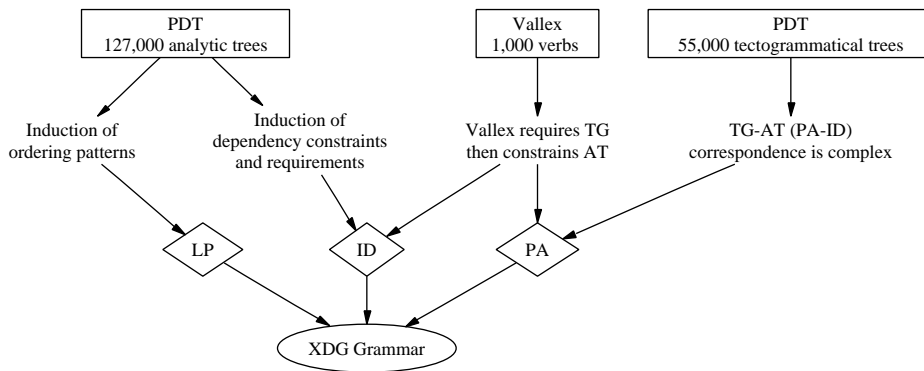 PDT
127,000 analytic trees
Vallex
1,000 verbs
PDT
55,000 tectogrammatical trees
Induction of
ordering patterns
Induction of
dependency constraints
and requirements
Vallex requires TG
then constrains AT
TG-AT (PA-ID)
correspondence is complex
LP
ID
PA
XDG Grammar